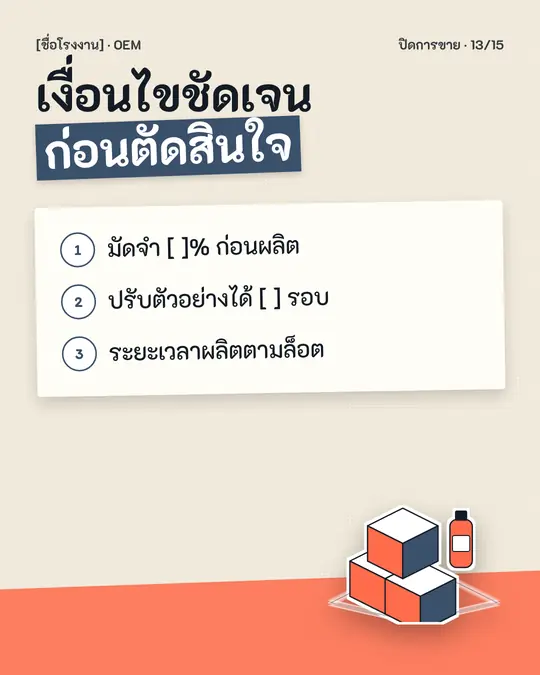 [ชื่อโรงงาน] · OEM
ปิดการขาย · 13/15
เงื่อนไขชัดเจน
ก่อนตัดสินใจ
1 มัดจำ [ ]% ก่อนผลิต
2 ปรับตัวอย่างได้ [ ] รอบ
3 ระยะเวลาผลิตตามล็อต